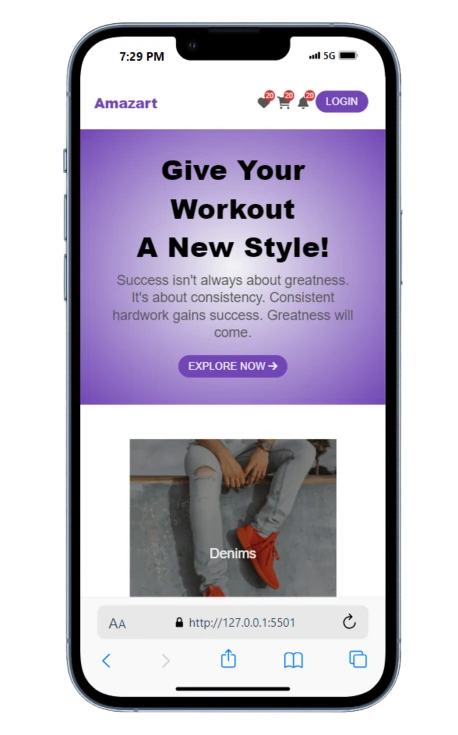 7:29 PM 5G
Amazart 20 20 20 LOGIN
Give Your
Workout
A New Style!
Success isn't always about greatness.
It's about consistency. Consistent
hardwork gains success. Greatness will
come.
EXPLORE NOW
Denims
AA http://127.0.0.1:5501